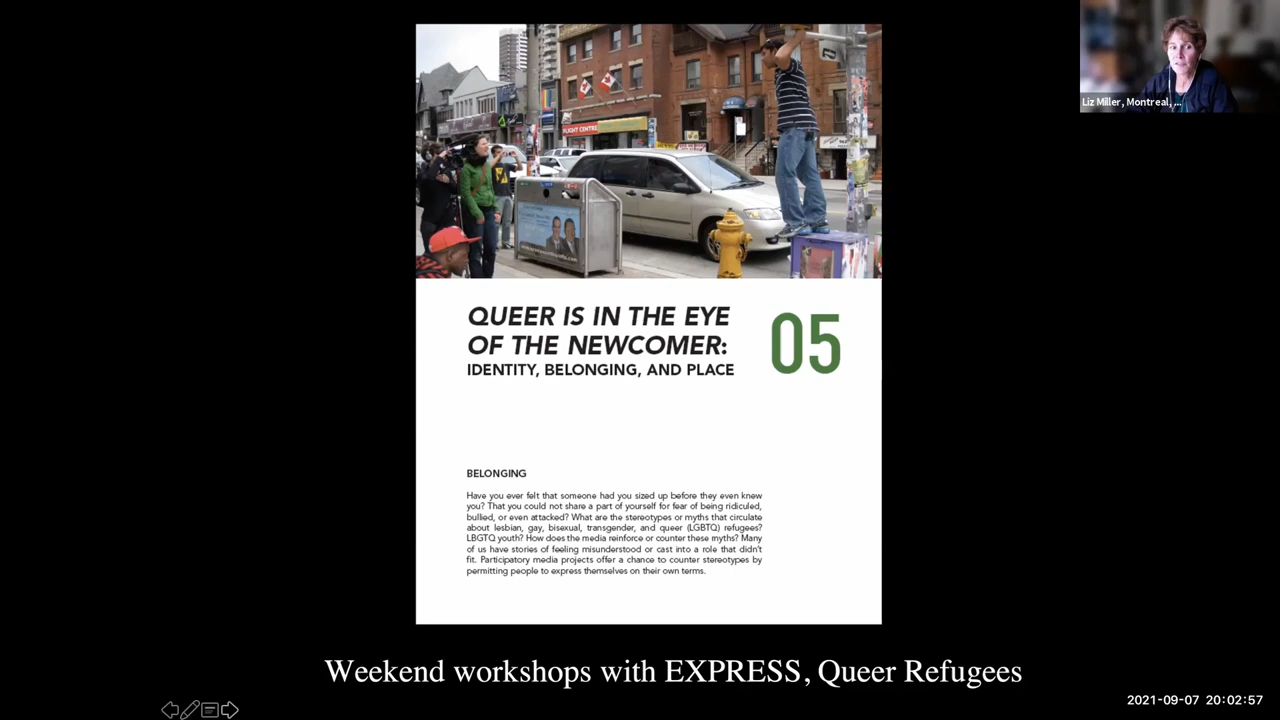 FLIGHT CENTRE
Liz Miller, Montreal, ...
QUEER IS IN THE EYE
OF THE NEWCOMER:
IDENTITY, BELONGING, AND PLACE
05
BELONGING
Have you ever felt that someone had you sized up before they even knew
you? That you could not share a part of yourself for fear of being ridiculed,
bullied, or even attacked? What are the stereotypes or myths that circulate
about lesbian, gay, bisexual, transgender, and queer (LGBTQ) refugees?
LBGTQ youth? How does the media reinforce or counter these myths? Many
of us have stories of feeling misunderstood or cast into a role that didn't
fit. Participatory media projects offer a chance to counter stereotypes by
permitting people to express themselves on their own terms.
Weekend workshops with EXPRESS, Queer Refugees
2021-09-07 20:02:57